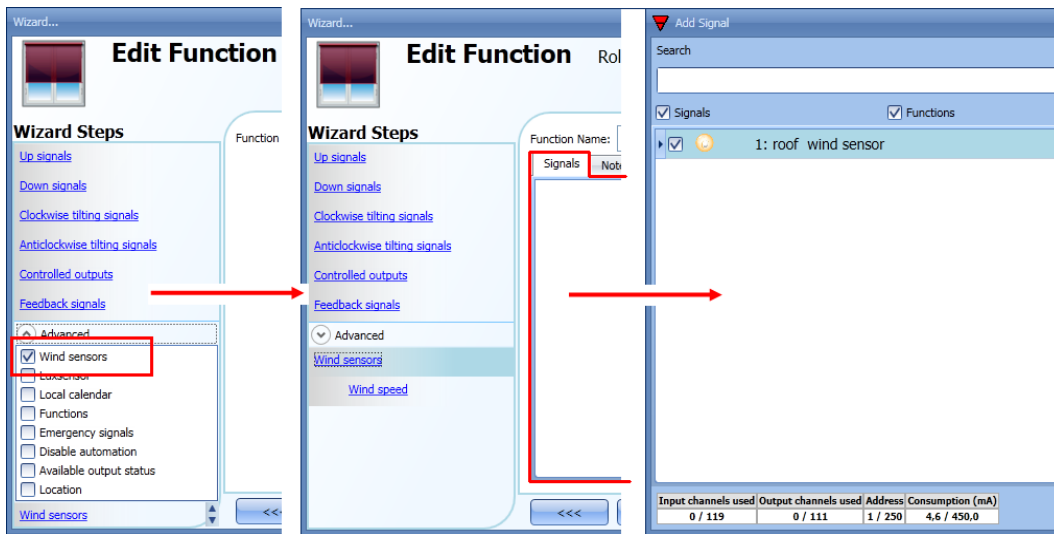 Wizard...
Edit Function
Wizard Steps
Up signals
Down signals
Clockwise tilting signals
Anticlockwise tilting signals
Controlled outputs
Feedback signals
Advanced
Wind sensors
Luxsensor
Local calendar
Functions
Emergency signals
Disable automation
Available output status
Location
Wind sensors
Function
<<
Wizard...
Edit Function Rol
Wizard Steps
Up signals
Down signals
Clockwise tilting signals
Anticlockwise tilting signals
Controlled outputs
Feedback signals
Advanced
Wind sensors
Wind speed
Function Name:
Signals Note
<<<
Add Signal
Search
Signals Functions
1: roof wind sensor
Input channels used Output channels used Address Consumption (mA)
0 / 119 0 / 111 1 / 250 4,6 / 450,0